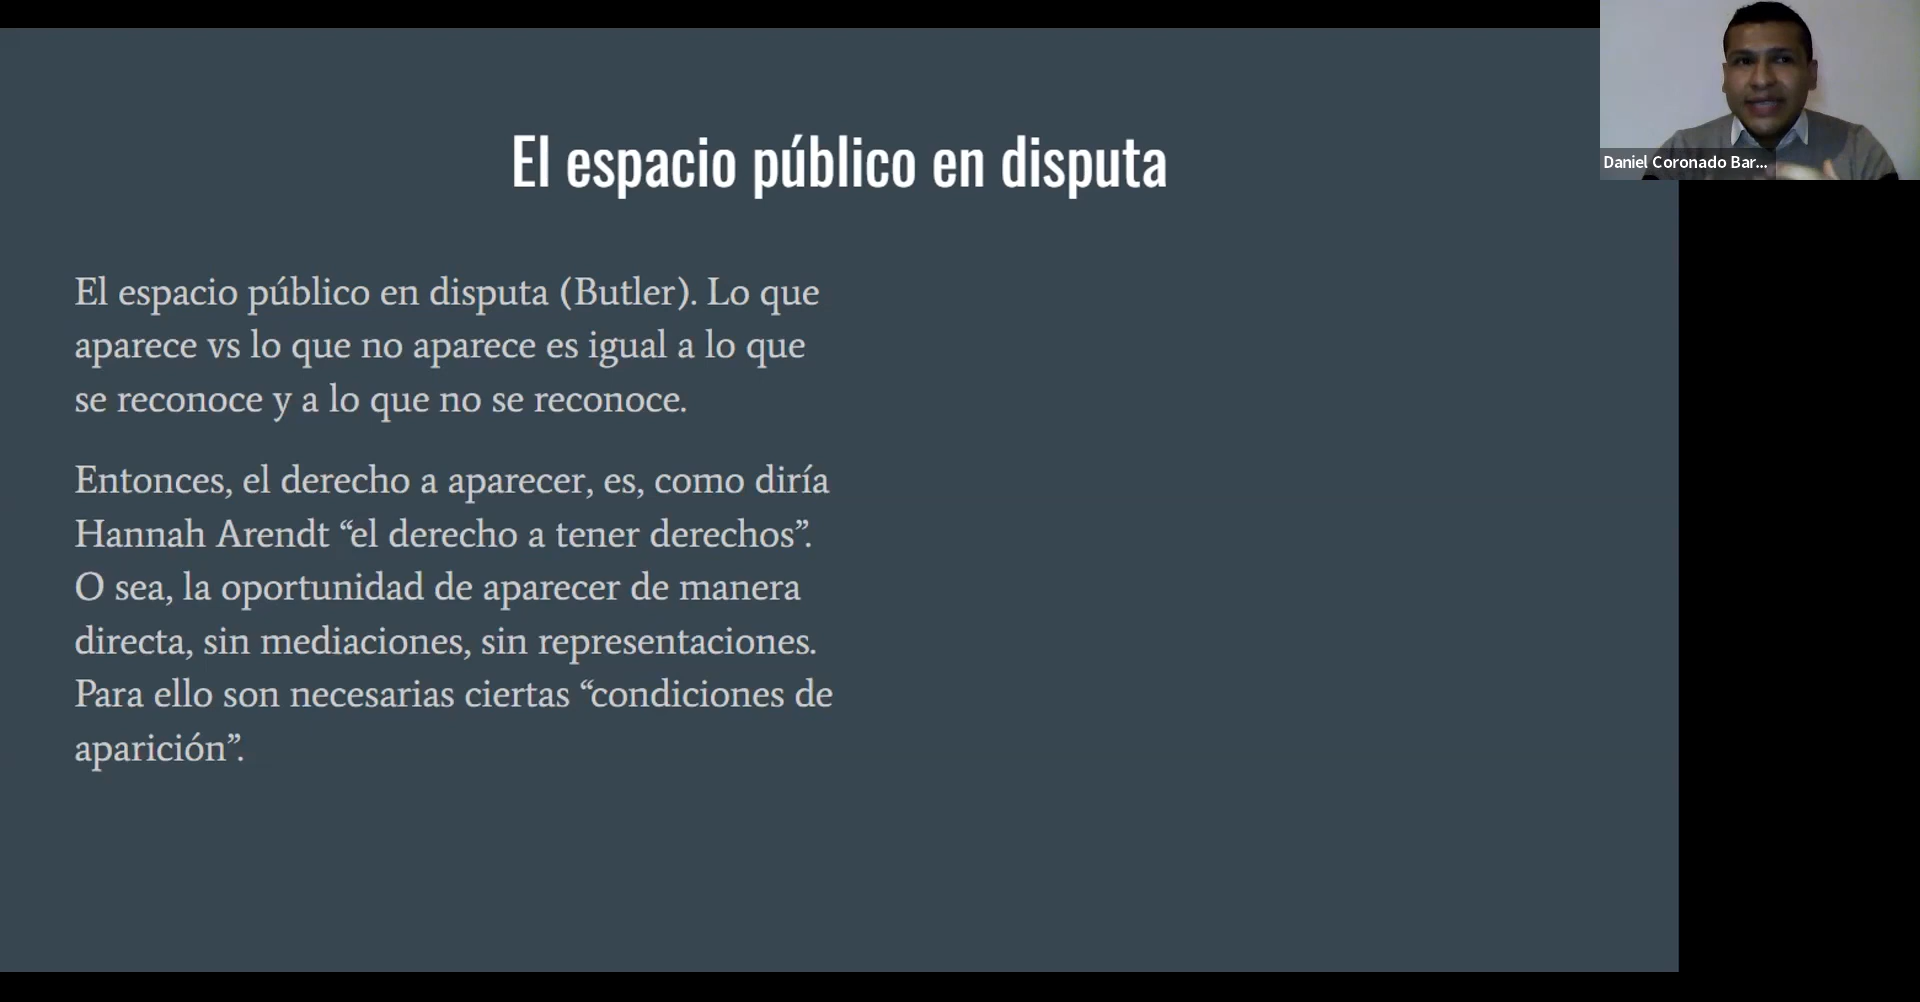 El espacio público en disputa
El espacio público en disputa (Butler). Lo que
aparece vs lo que no aparece es igual a lo que
se reconoce y a lo que no se reconoce.
Entonces, el derecho a aparecer, es, como diría
Hannah Arendt “el derecho a tener derechos”.
O sea, la oportunidad de aparecer de manera
directa, sin mediaciones, sin representaciones.
Para ello son necesarias ciertas “condiciones de
aparición”.
Daniel Coronado Bar...